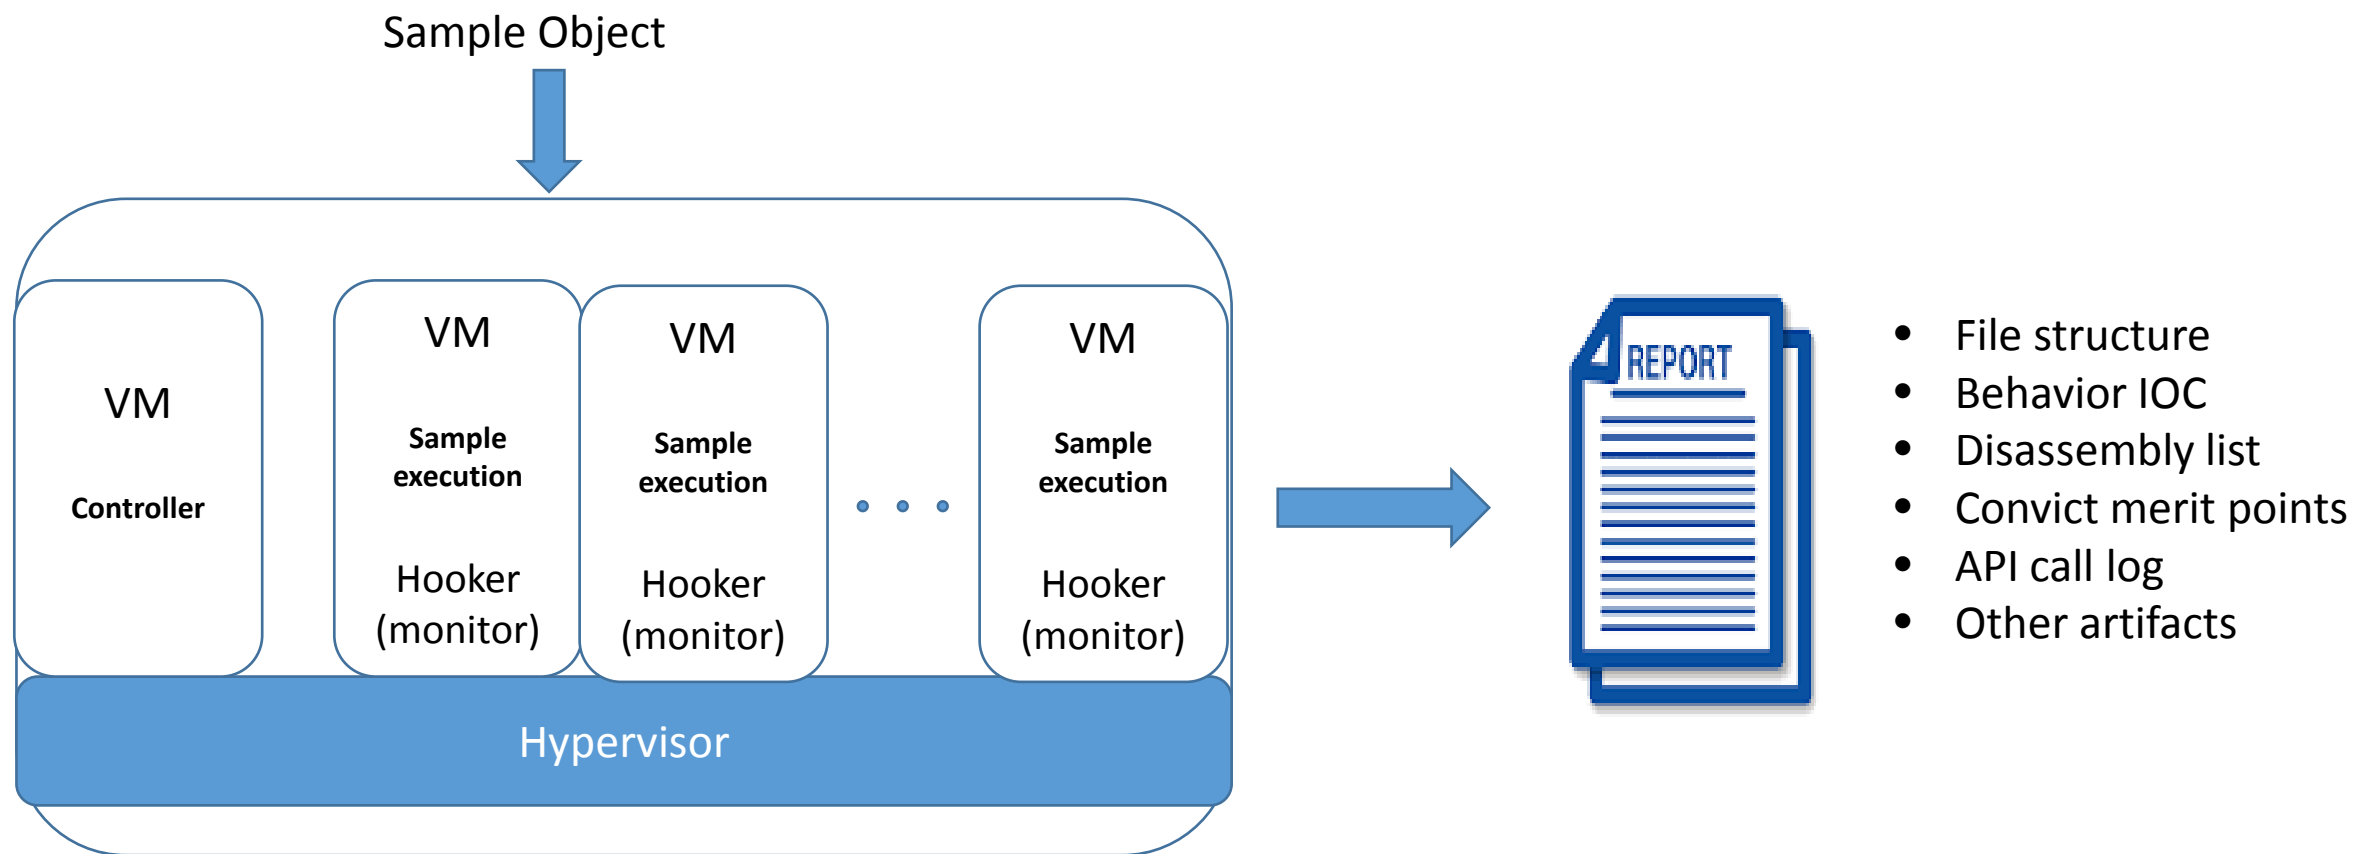 Sample Object
VM
Controller
VM
Sample
execution
Hooker
(monitor)
VM
Sample
execution
Hooker
(monitor)
VM
Sample
execution
Hooker
(monitor)
Hypervisor
REPORT
• File structure
• Behavior IOC
• Disassembly list
• Convict merit points
• API call log
• Other artifacts